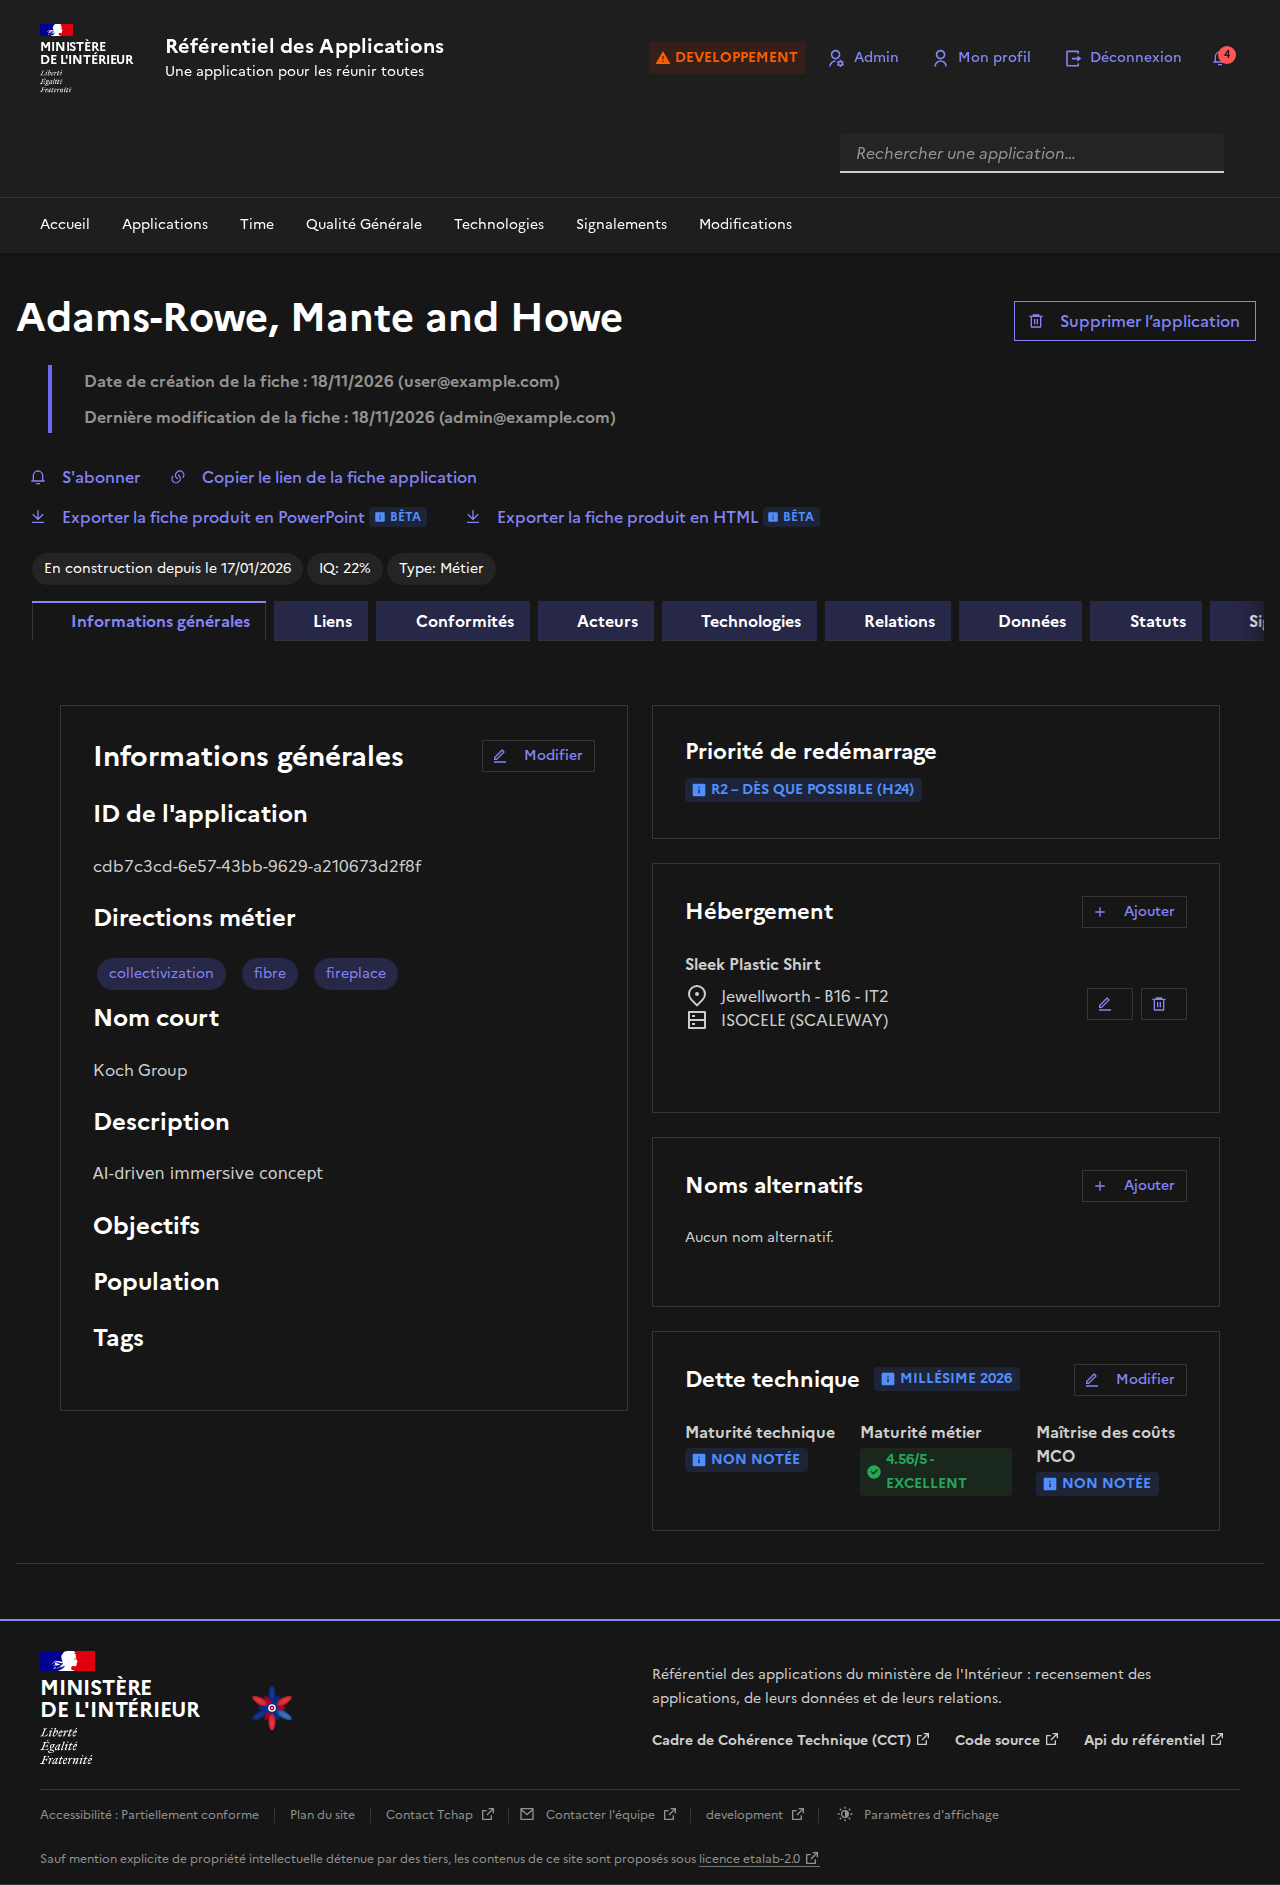 MINISTÈRE
DE L'INTÉRIEUR
Liberté
Égalité
Fraternité
Référentiel des Applications
Une application pour les réunir toutes
DEVELOPPEMENT
Admin
Mon profil
Déconnexion
4
Rechercher une application…
Accueil
Applications
Time
Qualité Générale
Technologies
Signalements
Modifications
Adams-Rowe, Mante and Howe
Supprimer l’application
Date de création de la fiche : 18/11/2026 (user@example.com)
Dernière modification de la fiche : 18/11/2026 (admin@example.com)
S'abonner
Copier le lien de la fiche application
Exporter la fiche produit en PowerPoint BÊTA
Exporter la fiche produit en HTML BÊTA
En construction depuis le 17/01/2026
IQ: 22%
Type: Métier
Informations générales
Liens
Conformités
Acteurs
Technologies
Relations
Données
Statuts
Informations générales
Modifier
ID de l'application
cdb7c3cd-6e57-43bb-9629-a210673d2f8f
Directions métier
collectivization
fibre
fireplace
Nom court
Koch Group
Description
AI-driven immersive concept
Objectifs
Population
Tags
Priorité de redémarrage
R2 – DÈS QUE POSSIBLE (H24)
Hébergement
Ajouter
Sleek Plastic Shirt
Jewellworth - B16 - IT2
ISOCELE (SCALEWAY)
Noms alternatifs
Ajouter
Aucun nom alternatif.
Dette technique
MILLÉSIME 2026
Modifier
Maturité technique
NON NOTÉE
Maturité métier
4.56/5 -
EXCELLENT
Maîtrise des coûts
MCO
NON NOTÉE
MINISTÈRE
DE L'INTÉRIEUR
Liberté
Égalité
Fraternité
Référentiel des applications du ministère de l'Intérieur : recensement des
applications, de leurs données et de leurs relations.
Cadre de Cohérence Technique (CCT)
Code source
Api du référentiel
Accessibilité : Partiellement conforme
Plan du site
Contact Tchap
Contacter l'équipe
development
Paramètres d'affichage
Sauf mention explicite de propriété intellectuelle détenue par des tiers, les contenus de ce site sont proposés sous licence etalab-2.0